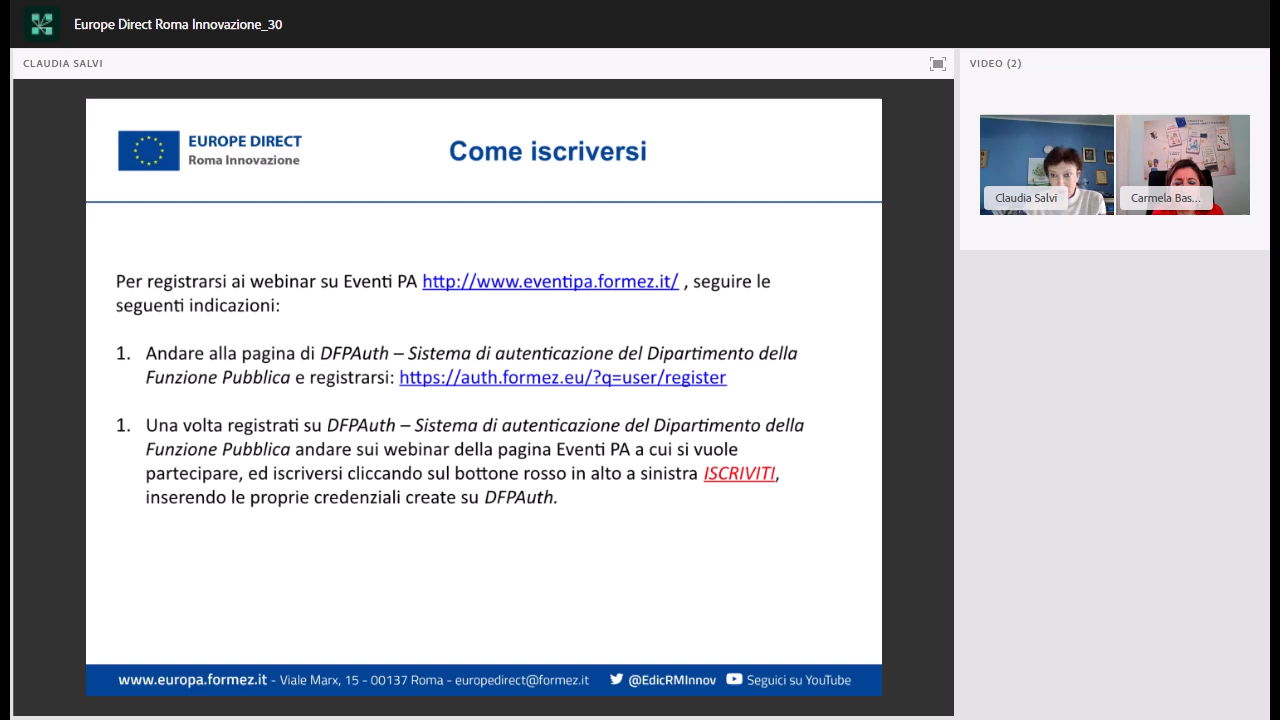 Europe Direct Roma Innovazione_30
CLAUDIA SALVI
VIDEO (2)
EUROPE DIRECT
Roma Innovazione
Come iscriversi
Claudia Salvi
Carmela Bas...
Per registrarsi ai webinar su Eventi PA http://www.eventipa.formez.it/ , seguire le
seguenti indicazioni:
1. Andare alla pagina di DFPAuth – Sistema di autenticazione del Dipartimento della
Funzione Pubblica e registrarsi: https://auth.formez.eu/?q=user/register
1. Una volta registrati su DFPAuth – Sistema di autenticazione del Dipartimento della
Funzione Pubblica andare sui webinar della pagina Eventi PA a cui si vuole
partecipare, ed iscriversi cliccando sul bottone rosso in alto a sinistra ISCRIVITI,
inserendo le proprie credenziali create su DFPAuth.
www.europa.formez.it - Viale Marx, 15 - 00137 Roma - europedirect@formez.it @EdicRMInnov Seguici su YouTube